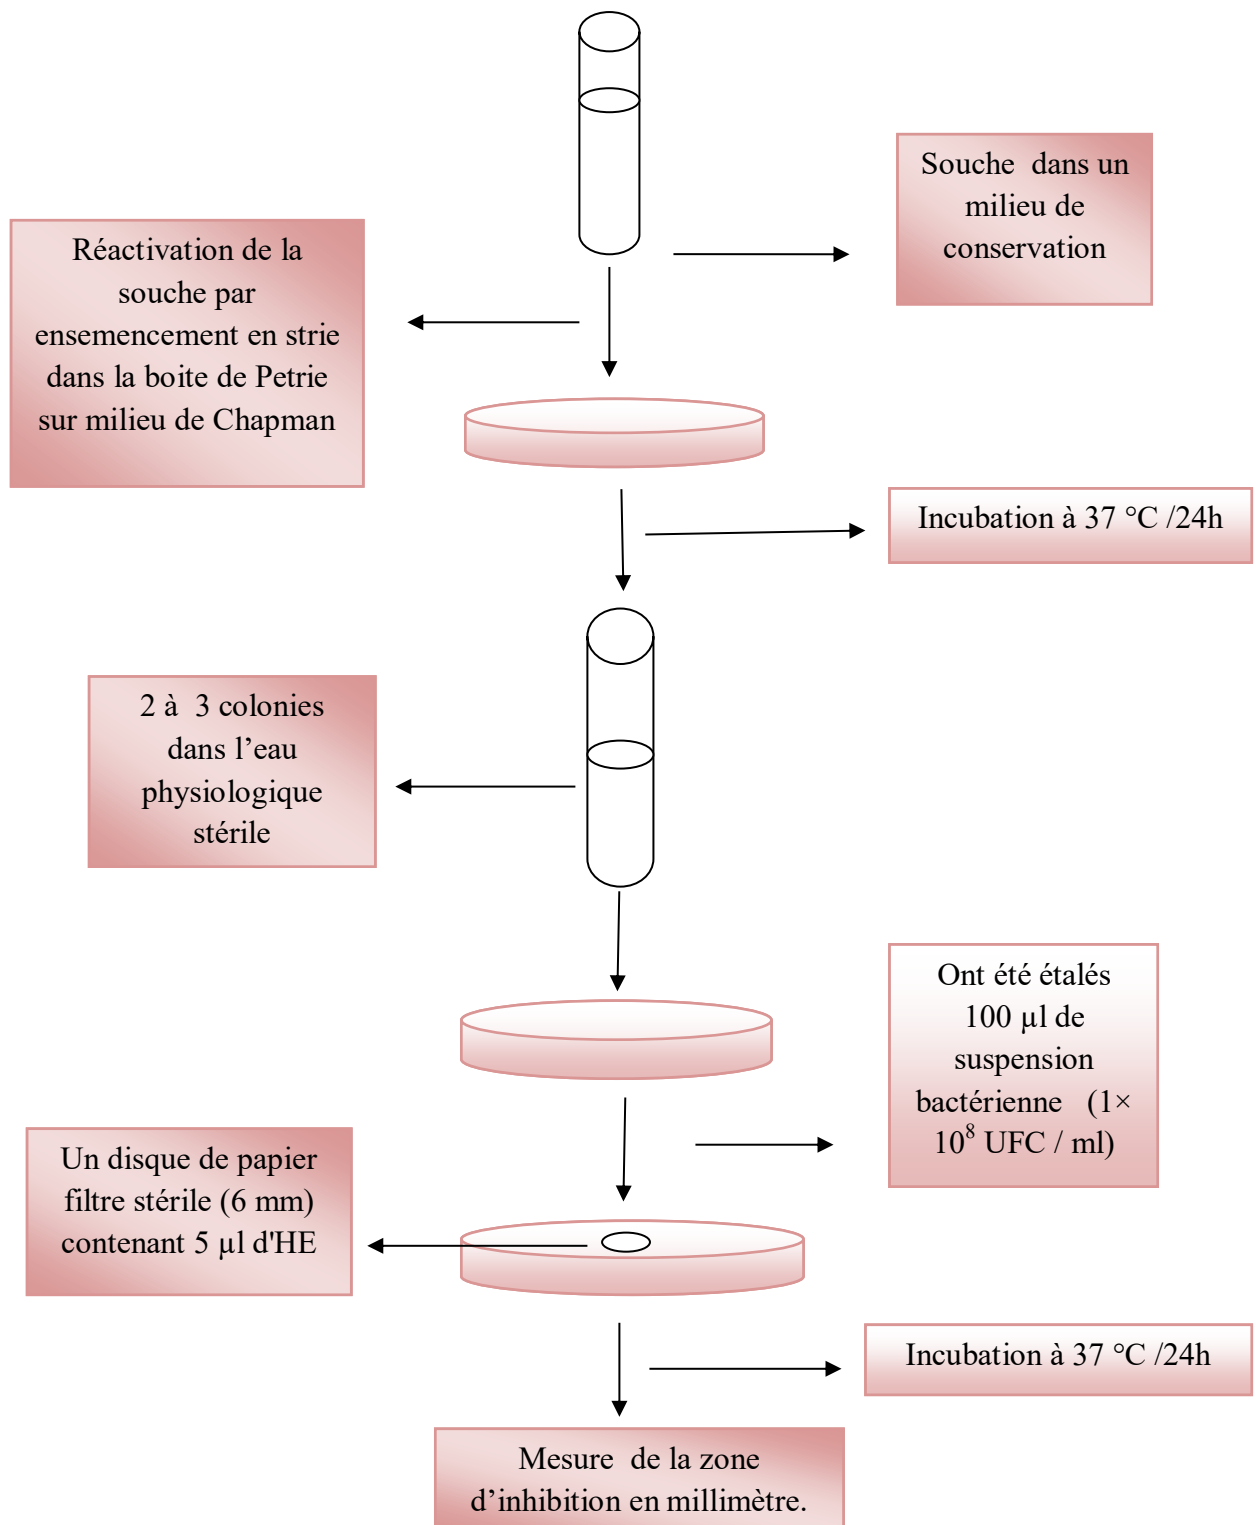 Souche dans un
milieu de
conservation
Réactivation de la
souche par
ensemencement en strie
dans la boite de Petrie
sur milieu de Chapman
Incubation à 37 °C /24h
2 à 3 colonies
dans l’eau
physiologique
stérile
Ont été étalés
100 µl de
suspension
bactérienne (1×
10⁸ UFC / ml)
Un disque de papier
filtre stérile (6 mm)
contenant 5 µl d'HE
Incubation à 37 °C /24h
Mesure de la zone
d’inhibition en millimètre.